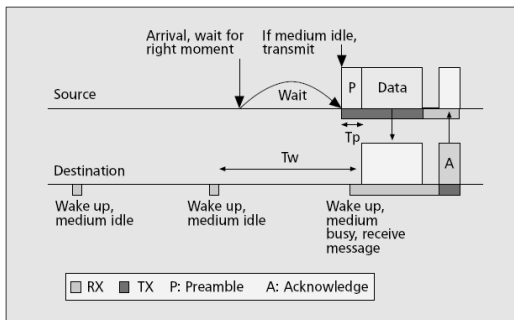 Arrival, wait for
right moment
If medium idle,
transmit
P
Data
Wait
Source
Tp
Tw
A
Destination
Wake up,
medium idle
Wake up,
medium idle
Wake up,
medium
busy, receive
message
RX TX P: Preamble A: Acknowledge